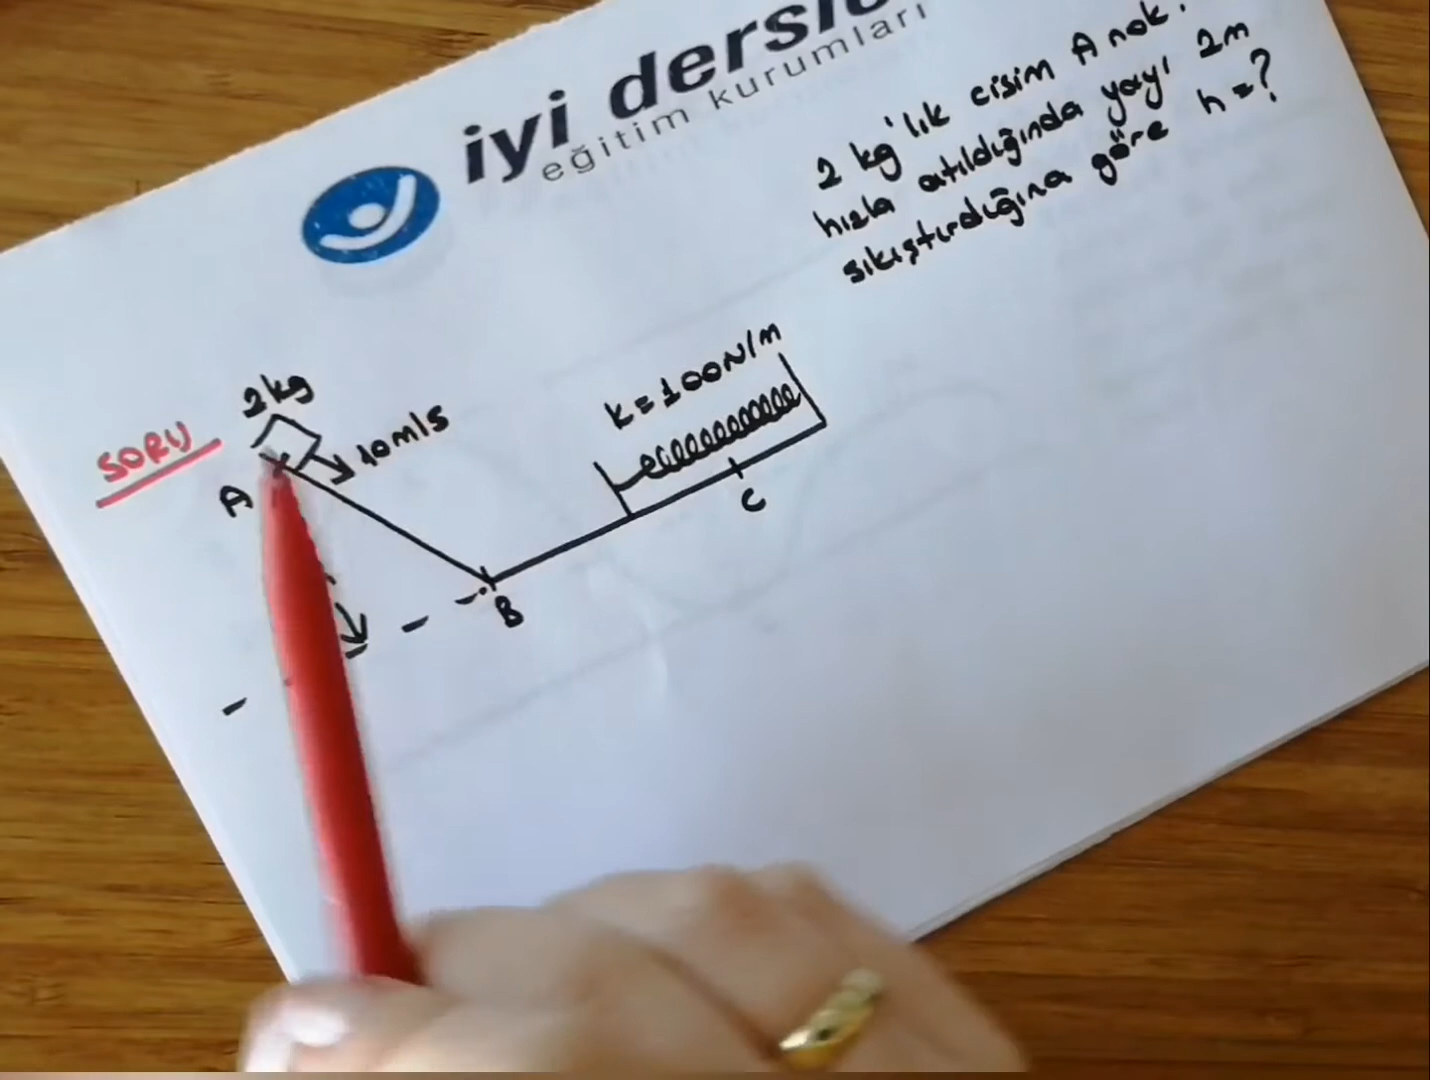 iyi dersl
eğitim kurumları
2 kg'lık cisim A nok.
hızla atıldığında yayı 2m
sıkıştırdığına göre h=?
SORU
2kg
10m/s
k=100N/m
A
B
C